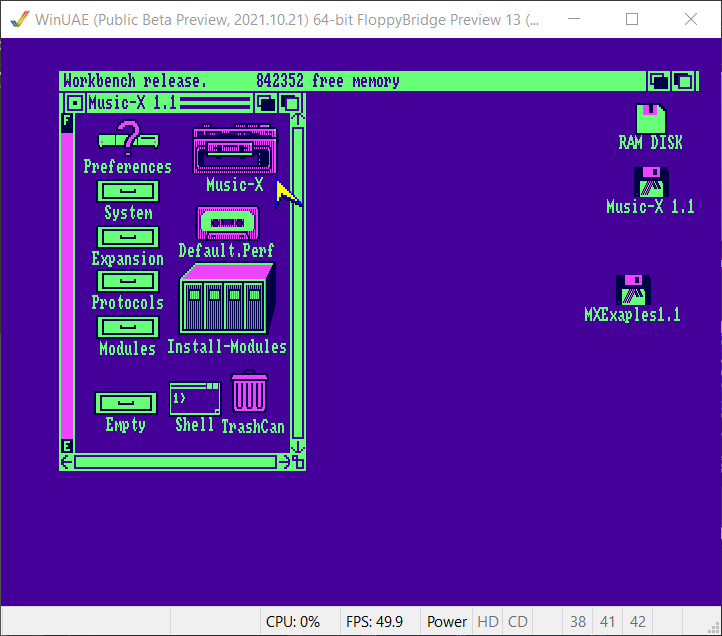 WinUAE (Public Beta Preview, 2021.10.21) 64-bit FloppyBridge Preview 13 (...
Workbench release. 842352 free memory
Music-X 1.1
F
Preferences
Music-X
System
Default.Perf
Expansion
Protocols
Modules
Install-Modules
1>
Empty
Shell
TrashCan
E
RAM DISK
Music-X 1.1
MXExaples1.1
CPU: 0%
FPS: 49.9
Power
HD
CD
38
41
42